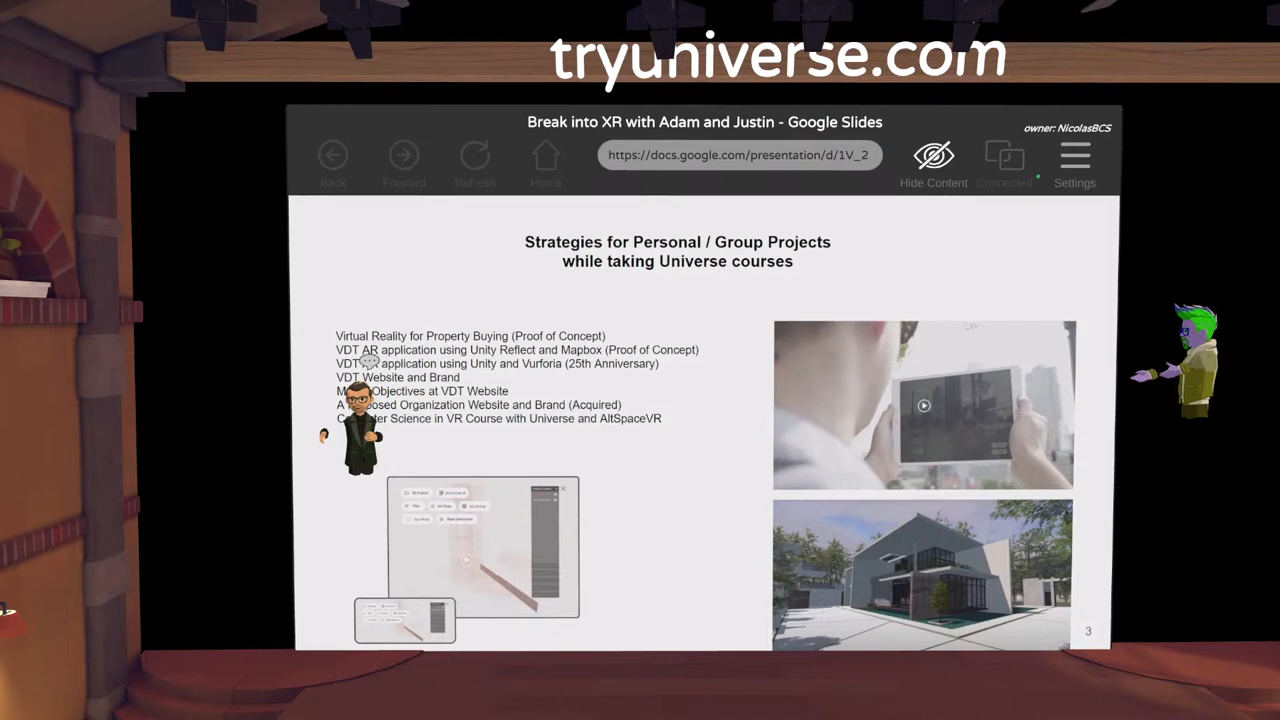 tryuniverse.com
Break into XR with Adam and Justin - Google Slides
owner: NicolasBCS
https://docs.google.com/presentation/d/1V_2
Back
Forward
Refresh
Home
Hide Content
Connected
Settings
Strategies for Personal / Group Projects
while taking Universe courses
Virtual Reality for Property Buying (Proof of Concept)
VDT AR application using Unity Reflect and Mapbox (Proof of Concept)
VDT application using Unity and Vurforia (25th Anniversary)
VDT Website and Brand
Objectives at VDT Website
A Organization Website and Brand (Acquired)
Science in VR Course with Universe and AltSpaceVR
3